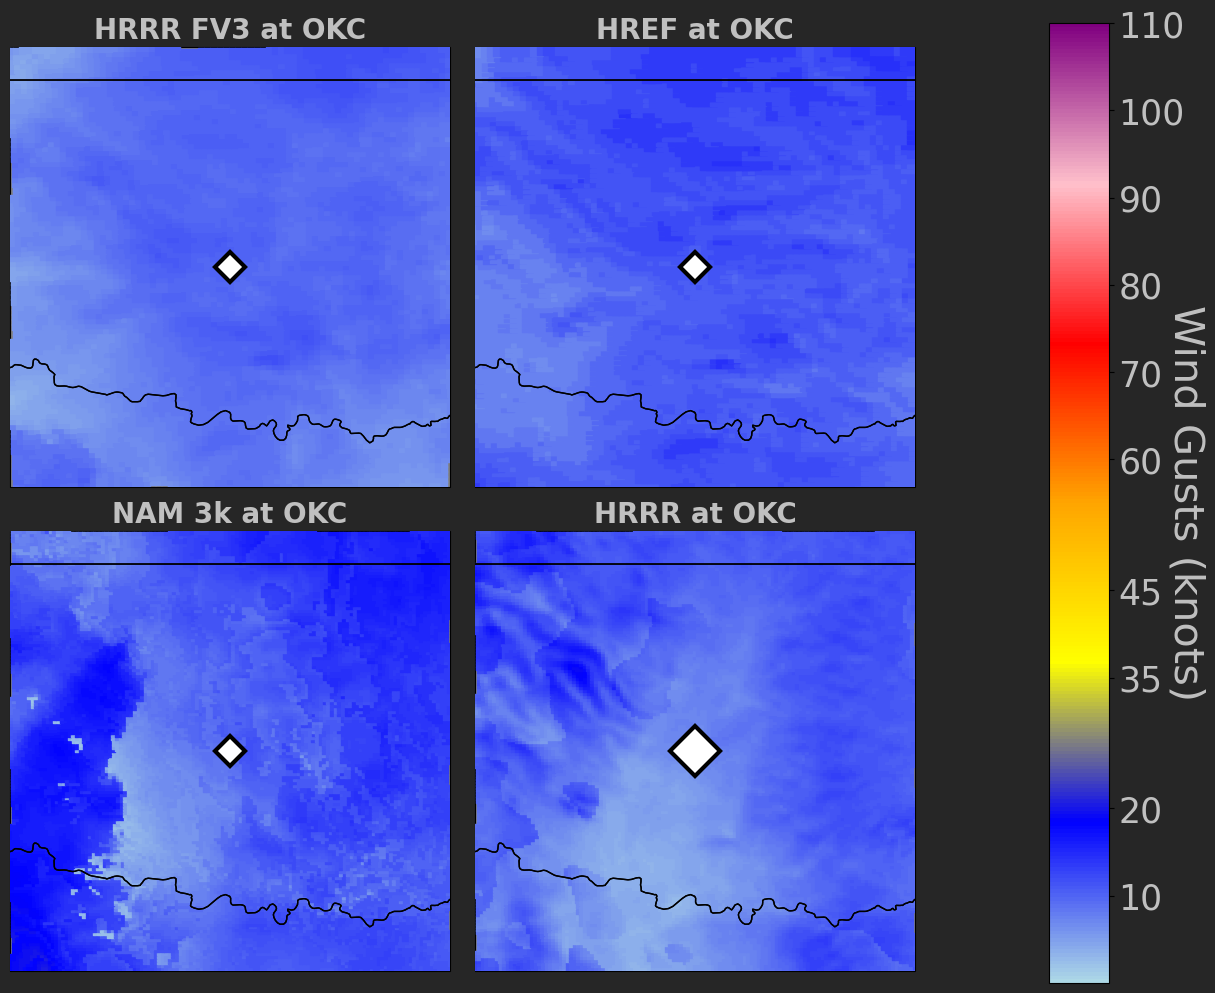 HRRR FV3 at OKC
HREF at OKC
NAM 3k at OKC
HRRR at OKC
110
100
90
80
70
60
45
35
20
10
Wind Gusts (knots)